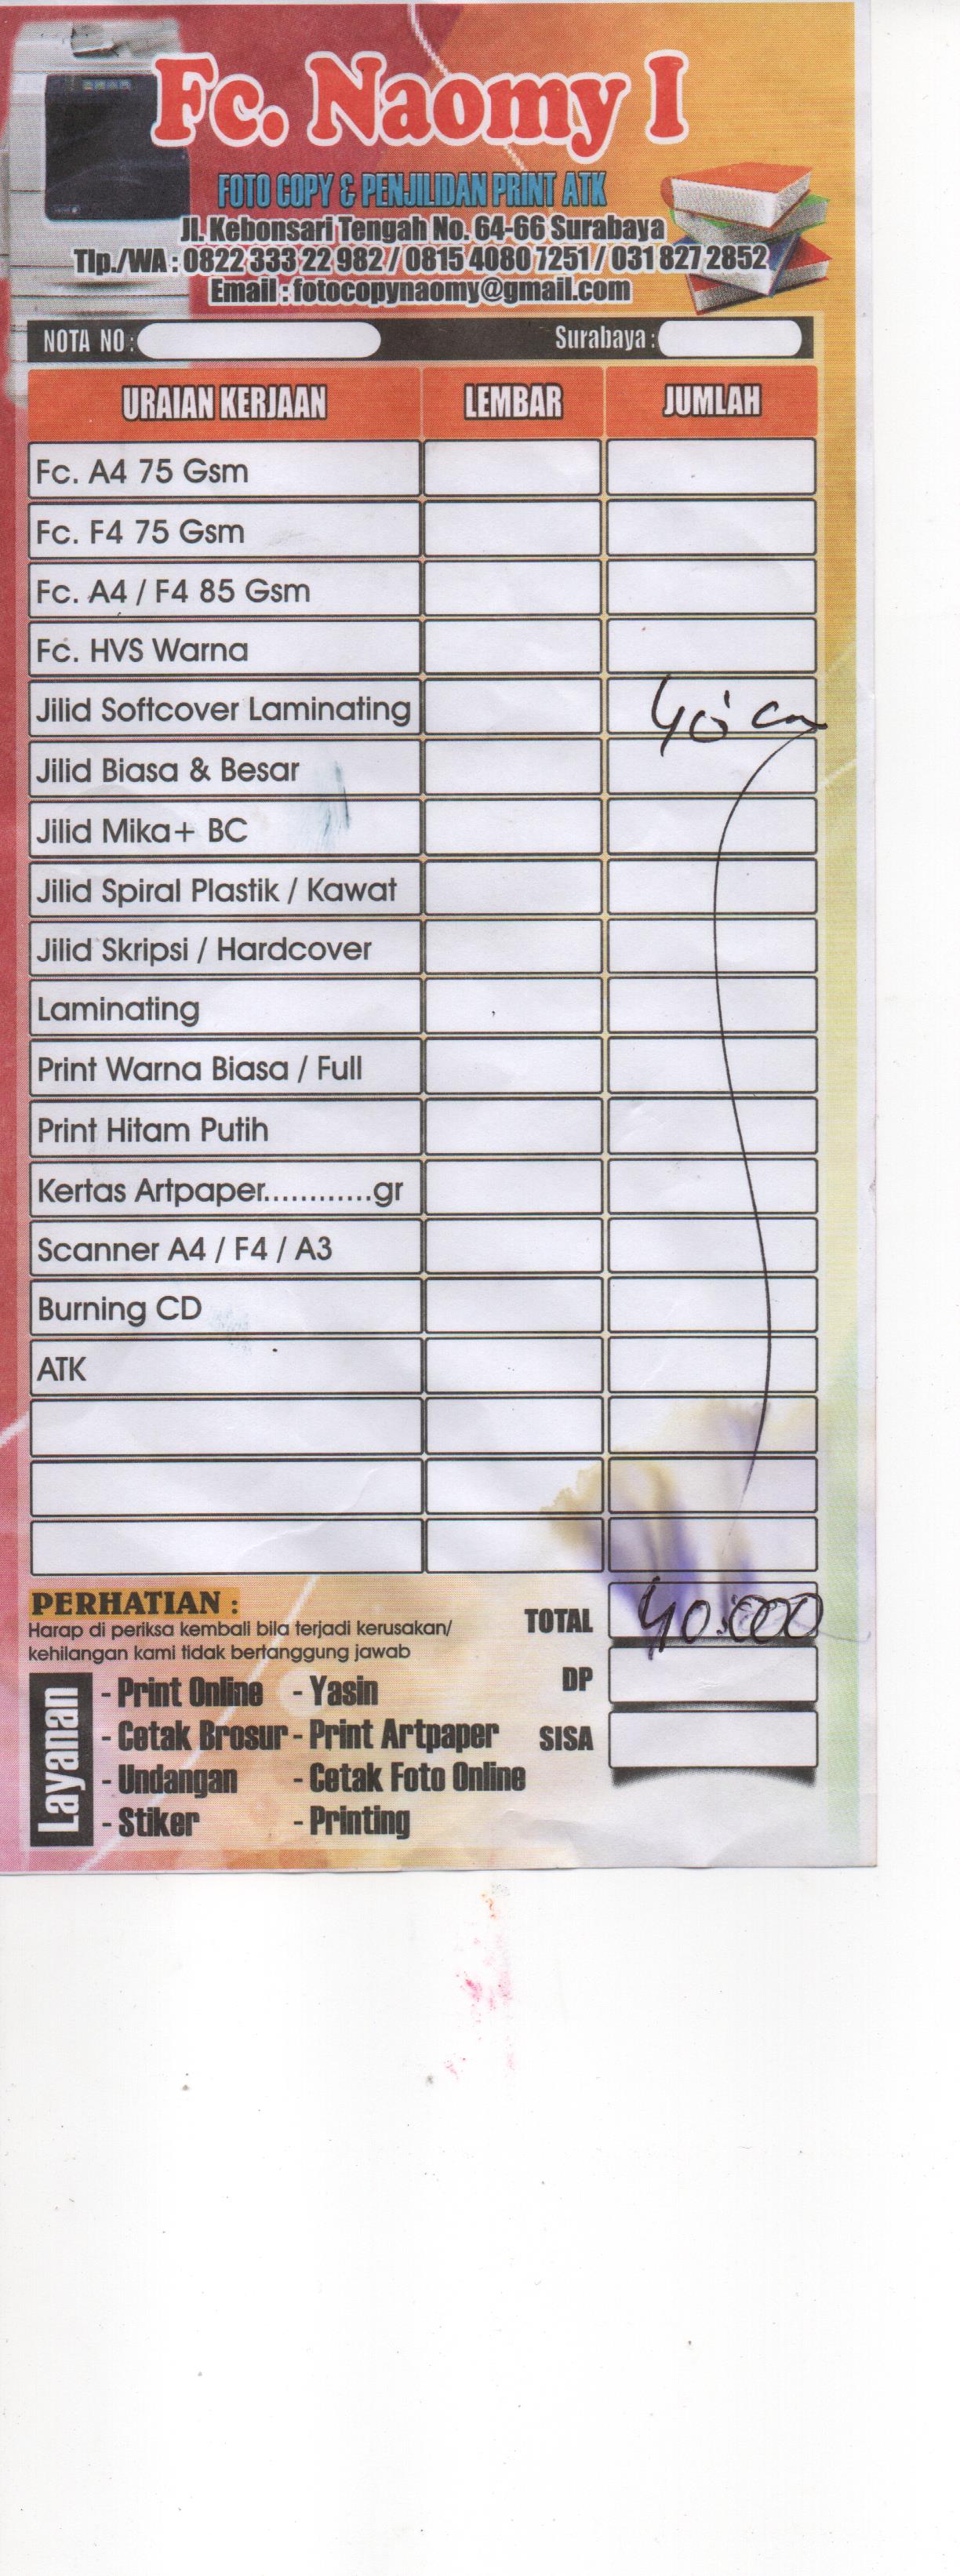 Fc. Naomy I
FOTO COPY & PENJILIDAN PRINT ATK
Jl. Kebonsari Tengah No. 64-66 Surabaya
Tlp./WA : 0822 333 22 982 / 0815 4080 7251 / 031 827 2852
Email : fotocopynaomy@gmail.com
NOTA NO : Surabaya :
URAIAN KERJAAN LEMBAR JUMLAH
Fc. A4 75 Gsm
Fc. F4 75 Gsm
Fc. A4 / F4 85 Gsm
Fc. HVS Warna
Jilid Softcover Laminating 40
Jilid Biasa & Besar
Jilid Mika+ BC
Jilid Spiral Plastik / Kawat
Jilid Skripsi / Hardcover
Laminating
Print Warna Biasa / Full
Print Hitam Putih
Kertas Artpaper............gr
Scanner A4 / F4 / A3
Burning CD
ATK
PERHATIAN :
Harap di periksa kembali bila terjadi kerusakan/
kehilangan kami tidak bertanggung jawab
TOTAL 40.000
DP
SISA
Layanan
- Print Online - Yasin
- Cetak Brosur - Print Artpaper
- Undangan - Cetak Foto Online
- Stiker - Printing